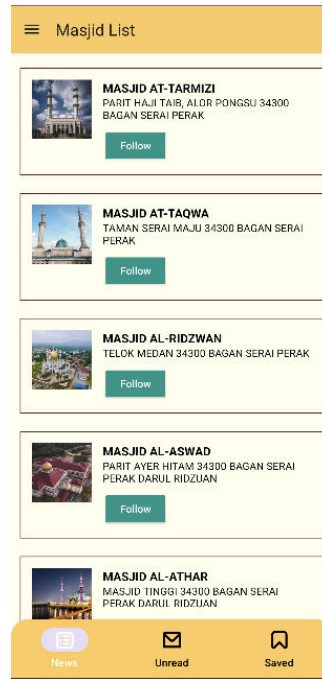 Masjid List
MASJID AT-TARMIZI
PARIT HAJI TAIB, ALOR PONGSU 34300
BAGAN SERAI PERAK
Follow
MASJID AT-TAQWA
TAMAN SERAI MAJU 34300 BAGAN SERAI
PERAK
Follow
MASJID AL-RIDZWAN
TELOK MEDAN 34300 BAGAN SERAI PERAK
Follow
MASJID AL-ASWAD
PARIT AYER HITAM 34300 BAGAN SERAI
PERAK DARUL RIDZUAN
Follow
MASJID AL-ATHAR
MASJID TINGGI 34300 BAGAN SERAI
PERAK DARUL RIDZUAN
News
Unread
Saved